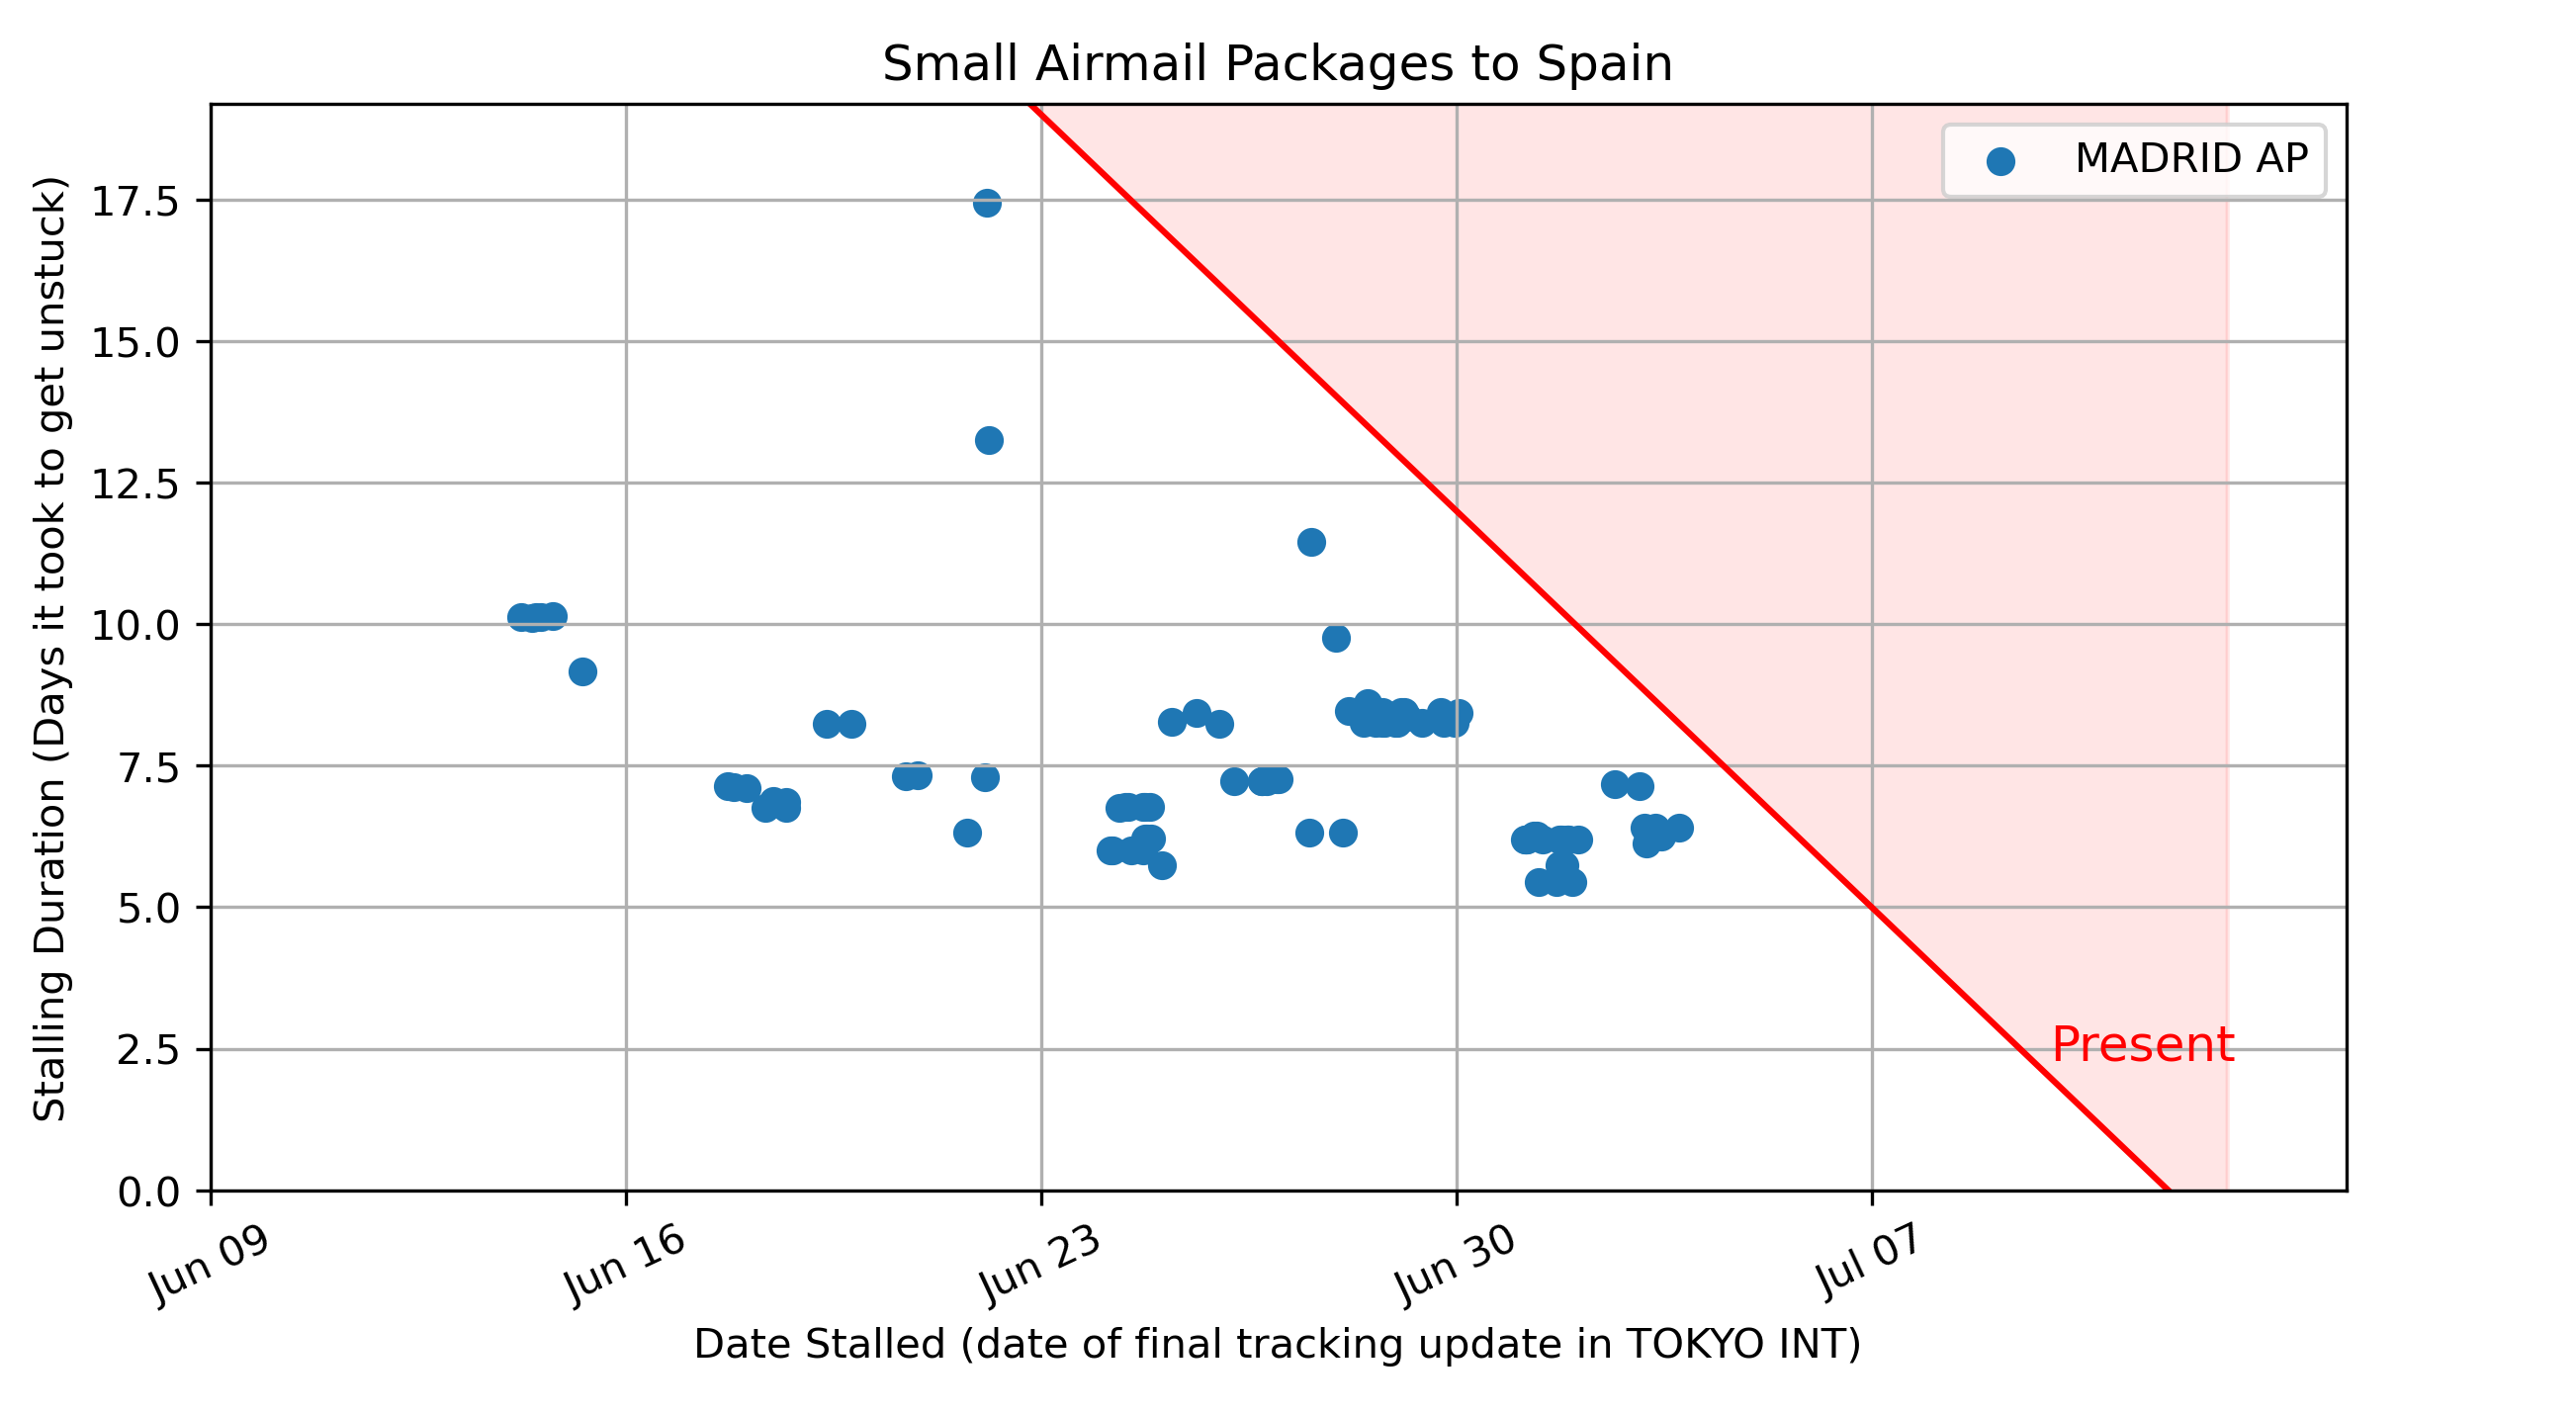 Small Airmail Packages to Spain
MADRID AP
Stalling Duration (Days it took to get unstuck)
17.5
15.0
12.5
10.0
7.5
5.0
2.5
0.0
Present
Jun 09
Jun 16
Jun 23
Jun 30
Jul 07
Date Stalled (date of final tracking update in TOKYO INT)